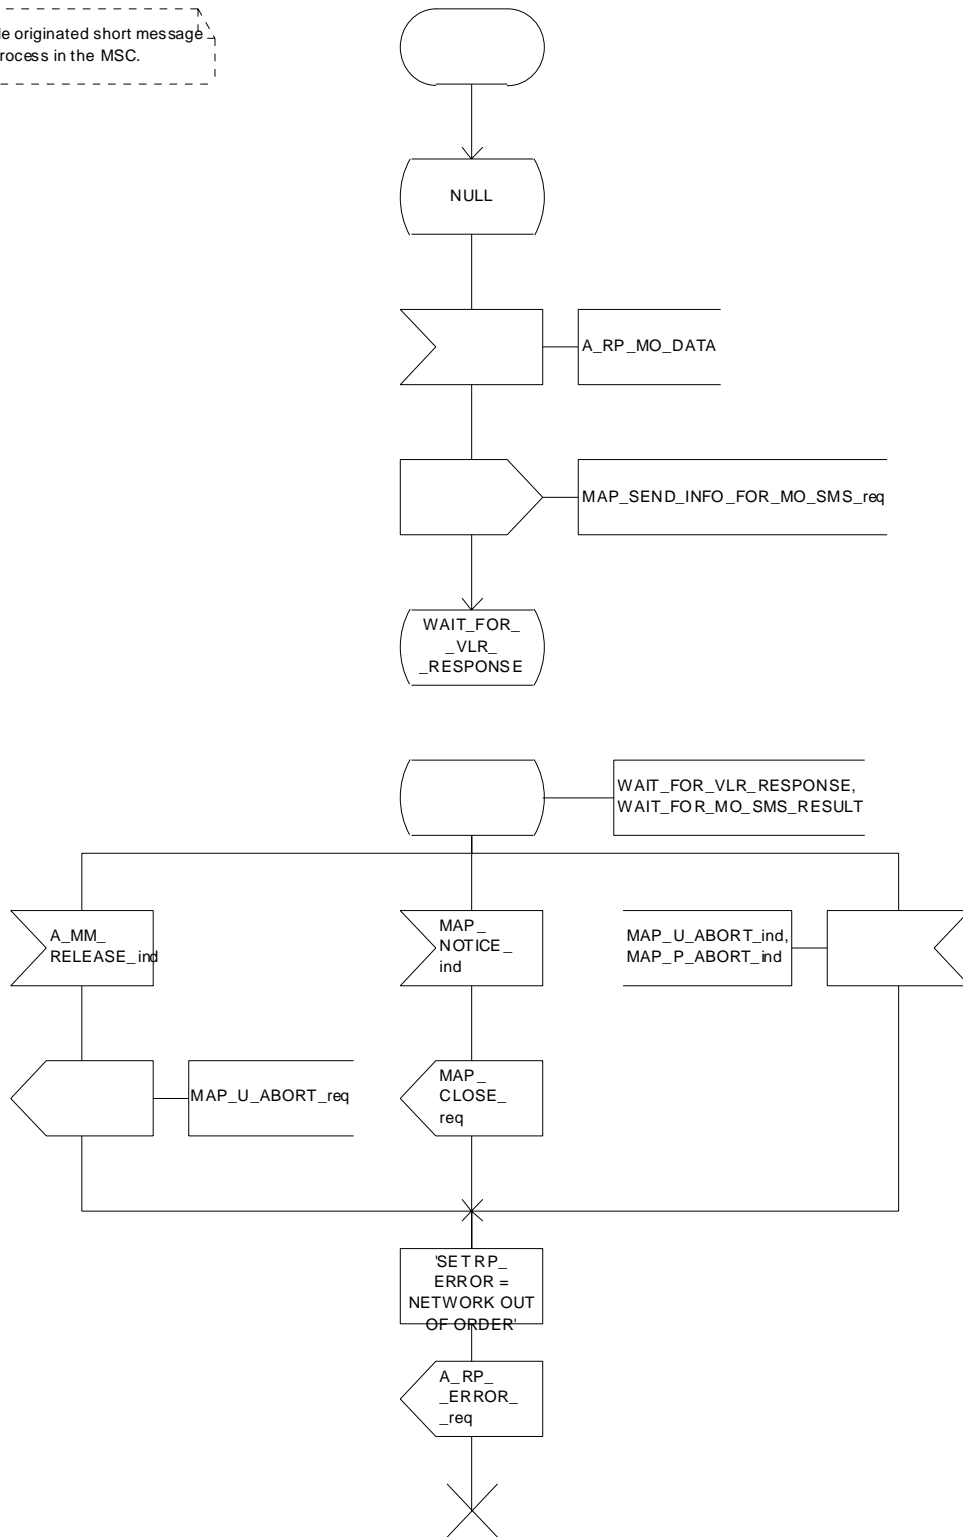 originated short message
in the MSC.
NULL
A_RP_MO_DATA
MAP_SEND_INFO_FOR_MO_SMS_req
WAIT_FOR_
_VLR_
_RESPONSE
WAIT_FOR_VLR_RESPONSE,
WAIT_FOR_MO_SMS_RESULT
A_MM_
RELEASE_ind
MAP_
NOTICE_
ind
MAP_U_ABORT_ind,
MAP_P_ABORT_ind
MAP_U_ABORT_req
MAP_
CLOSE_
req
'SET RP_
ERROR =
NETWORK OUT
OF ORDER'
A_RP_
_ERROR_
_req